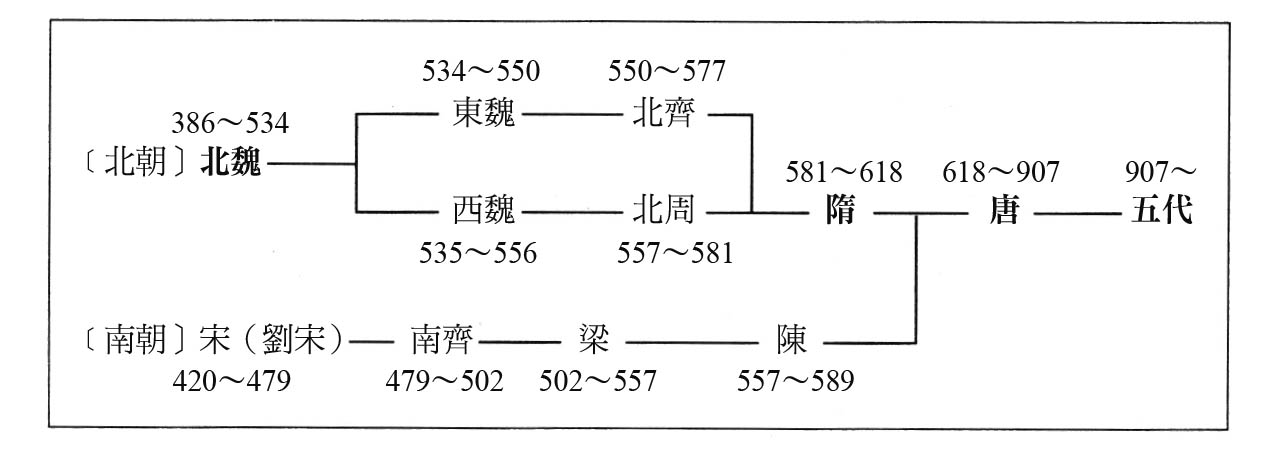 534～550 550～577
東魏 北齊
386～534
〔北朝〕北魏
581～618 618～907 907～
西魏 北周 隋 唐 五代
535～556 557～581
〔南朝〕宋（劉宋） 南齊 梁 陳
420～479 479～502 502～557 557～589